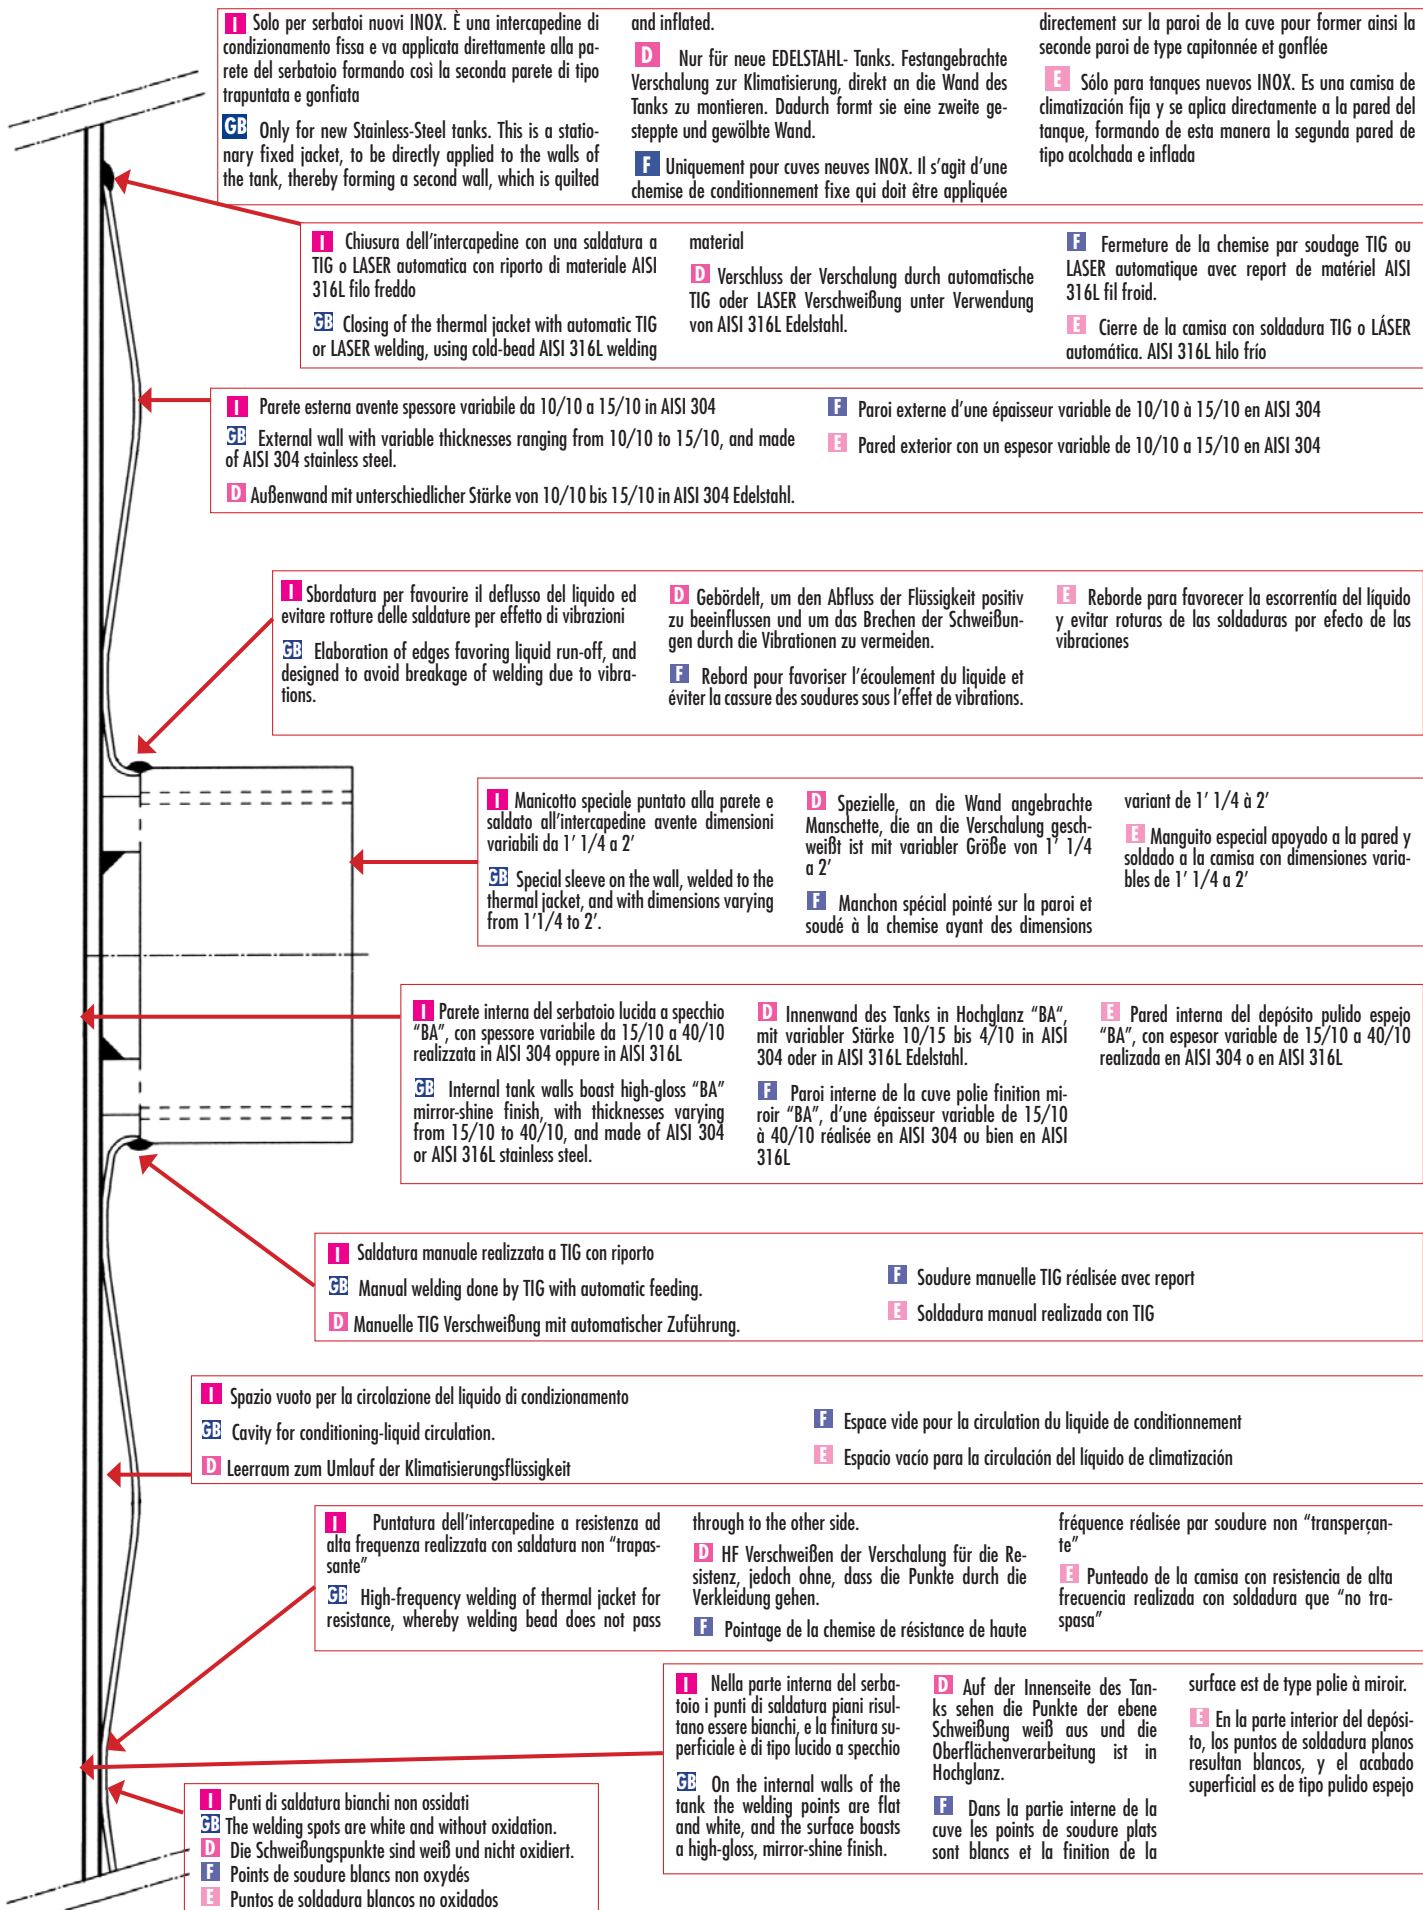 I Solo per serbatoi nuovi INOX. È una intercapedine di
condizionamento fissa e va applicata direttamente alla pa-
rete del serbatoio formando così la seconda parete di tipo
trapuntata e gonfiata
GB Only for new Stainless-Steel tanks. This is a statio-
nary fixed jacket, to be directly applied to the walls of
the tank, thereby forming a second wall, which is quilted
and inflated.
D Nur für neue EDELSTAHL- Tanks. Festangebrachte
Verschalung zur Klimatisierung, direkt an die Wand des
Tanks zu montieren. Dadurch formt sie eine zweite ge-
steppte und gewölbte Wand.
F Uniquement pour cuves neuves INOX. Il s’agit d’une
chemise de conditionnement fixe qui doit être appliquée
directement sur la paroi de la cuve pour former ainsi la
seconde paroi de type capitonnée et gonflée
E Sólo para tanques nuevos INOX. Es una camisa de
climatización fija y se aplica directamente a la pared del
tanque, formando de esta manera la segunda pared de
tipo acolchada e inflada
I Chiusura dell’intercapedine con una saldatura a
TIG o LASER automatica con riporto di materiale AISI
316L filo freddo
GB Closing of the thermal jacket with automatic TIG
or LASER welding, using cold-bead AISI 316L welding
material
D Verschluss der Verschalung durch automatische
TIG oder LASER Verschweißung unter Verwendung
von AISI 316L Edelstahl.
F Fermeture de la chemise par soudage TIG ou
LASER automatique avec report de matériel AISI
316L fil froid.
E Cierre de la camisa con soldadura TIG o LÁSER
automática. AISI 316L hilo frío
I Parete esterna avente spessore variabile da 10/10 a 15/10 in AISI 304
GB External wall with variable thicknesses ranging from 10/10 to 15/10, and made
of AISI 304 stainless steel.
D Außenwand mit unterschiedlicher Stärke von 10/10 bis 15/10 in AISI 304 Edelstahl.
F Paroi externe d’une épaisseur variable de 10/10 à 15/10 en AISI 304
E Pared exterior con un espesor variable de 10/10 a 15/10 en AISI 304
I Sbordatura per favourire il deflusso del liquido ed
evitare rotture delle saldature per effetto di vibrazioni
GB Elaboration of edges favoring liquid run-off, and
designed to avoid breakage of welding due to vibra-
tions.
D Gebördelt, um den Abfluss der Flüssigkeit positiv
zu beeinflussen und um das Brechen der Schweißun-
gen durch die Vibrationen zu vermeiden.
F Rebord pour favoriser l’écoulement du liquide et
éviter la cassure des soudures sous l’effet de vibrations.
E Reborde para favorecer la escorrentía del líquido
y evitar roturas de las soldaduras por efecto de las
vibraciones
I Manicotto speciale puntato alla parete e
saldato all’intercapedine avente dimensioni
variabili da 1’ 1/4 a 2’
GB Special sleeve on the wall, welded to the
thermal jacket, and with dimensions varying
from 1’1/4 to 2’.
D Spezielle, an die Wand angebrachte
Manschette, die an die Verschalung gesch-
weißt ist mit variabler Größe von 1’ 1/4
a 2’
F Manchon spécial pointé sur la paroi et
soudé à la chemise ayant des dimensions
variant de 1’ 1/4 à 2’
E Manguito especial apoyado a la pared y
soldado a la camisa con dimensiones varia-
bles de 1’ 1/4 a 2’
I Parete interna del serbatoio lucida a specchio
“BA”, con spessore variabile da 15/10 a 40/10
realizzata in AISI 304 oppure in AISI 316L
GB Internal tank walls boast high-gloss “BA”
mirror-shine finish, with thicknesses varying
from 15/10 to 40/10, and made of AISI 304
or AISI 316L stainless steel.
D Innenwand des Tanks in Hochglanz “BA“,
mit variabler Stärke 10/15 bis 4/10 in AISI
304 oder in AISI 316L Edelstahl.
F Paroi interne de la cuve polie finition mi-
roir “BA”, d’une épaisseur variable de 15/10
à 40/10 réalisée en AISI 304 ou bien en AISI
316L
E Pared interna del depósito pulido espejo
“BA”, con espesor variable de 15/10 a 40/10
realizada en AISI 304 o en AISI 316L
I Saldatura manuale realizzata a TIG con riporto
GB Manual welding done by TIG with automatic feeding.
D Manuelle TIG Verschweißung mit automatischer Zuführung.
F Soudure manuelle TIG réalisée avec report
E Soldadura manual realizada con TIG
I Spazio vuoto per la circolazione del liquido di condizionamento
GB Cavity for conditioning-liquid circulation.
D Leerraum zum Umlauf der Klimatisierungsflüssigkeit
F Espace vide pour la circulation du liquide de conditionnement
E Espacio vacío para la circulación del líquido de climatización
I Puntatura dell’intercapedine a resistenza ad
alta frequenza realizzata con saldatura non “trapas-
sante”
GB High-frequency welding of thermal jacket for
resistance, whereby welding bead does not pass
through to the other side.
D HF Verschweißen der Verschalung für die Re-
sistenz, jedoch ohne, dass die Punkte durch die
Verkleidung gehen.
F Pointage de la chemise de résistance de haute
fréquence réalisée par soudure non “transperçan-
te”
E Punteado de la camisa con resistencia de alta
frecuencia realizada con soldadura que “no tra-
spasa”
I Nella parte interna del serba-
toio i punti di saldatura piani risul-
tano essere bianchi, e la finitura su-
perficiale è di tipo lucido a specchio
GB On the internal walls of the
tank the welding points are flat
and white, and the surface boasts
a high-gloss, mirror-shine finish.
D Auf der Innenseite des Tan-
ks sehen die Punkte der ebene
Schweißung weiß aus und die
Oberflächenverarbeitung ist in
Hochglanz.
F Dans la partie interne de la
cuve les points de soudure plats
sont blancs et la finition de la
surface est de type polie à miroir.
E En la parte interior del depósi-
to, los puntos de soldadura planos
resultan blancos, y el acabado
superficial es de tipo pulido espejo
I Punti di saldatura bianchi non ossidati
GB The welding spots are white and without oxidation.
D Die Schweißungspunkte sind weiß und nicht oxidiert.
F Points de soudure blancs non oxydés
E Puntos de soldadura blancos no oxidados